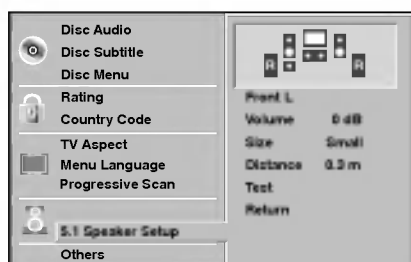 Disc Audio
Disc Subtitle
Disc Menu
Rating
Country Code
TV Aspect
Menu Language
Progressive Scan
5.1 Speaker Setup
Others
R R
Front L
Volume 0 dB
Size Small
Distance 0.3 m
Test
Return